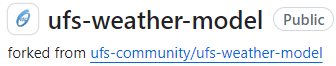 ufs-weather-model Public
forked from ufs-community/ufs-weather-model